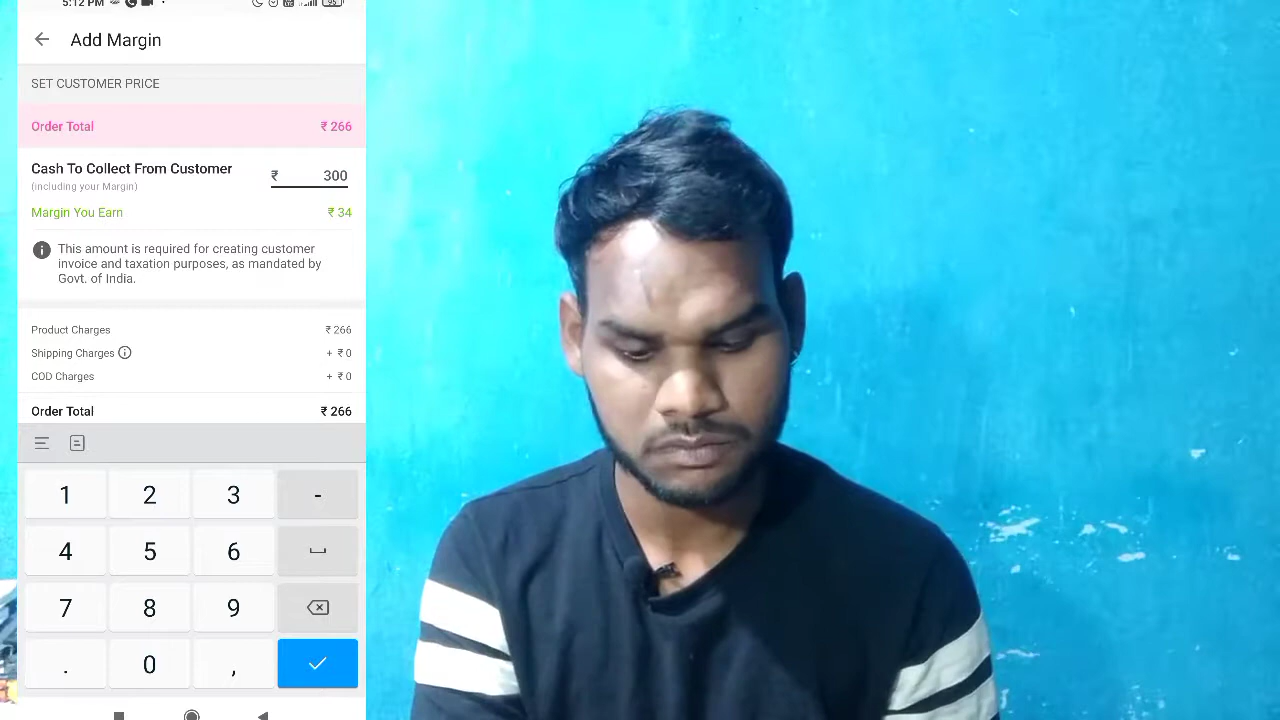 5:12 PM
Add Margin
SET CUSTOMER PRICE
Order Total ₹ 266
Cash To Collect From Customer ₹ 300
(including your Margin)
Margin You Earn ₹ 34
This amount is required for creating customer
invoice and taxation purposes, as mandated by
Govt. of India.
Product Charges ₹ 266
Shipping Charges + ₹ 0
COD Charges + ₹ 0
Order Total ₹ 266
1 2 3 -
4 5 6
7 8 9
. 0 ,